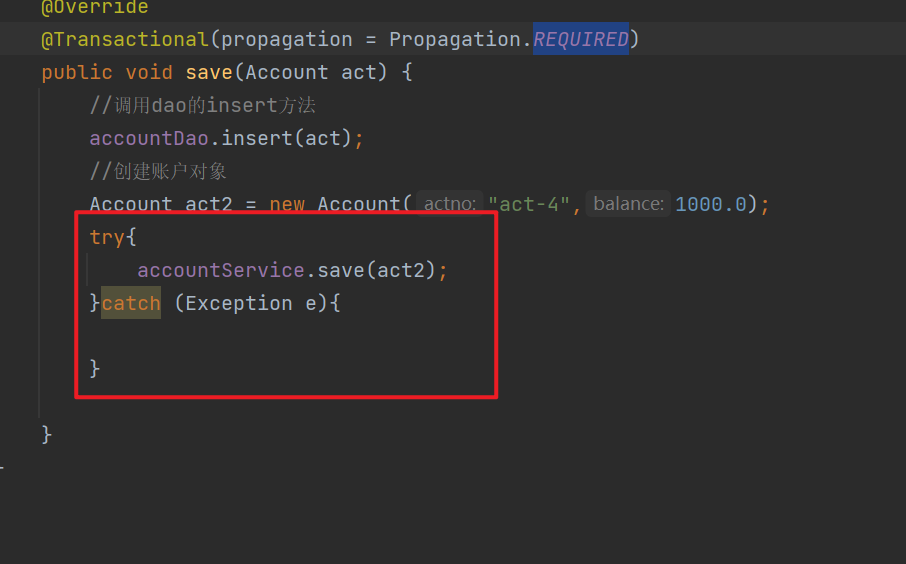 @Override
@Transactional(propagation = Propagation.REQUIRED)
public void save(Account act) {
//调用dao的insert方法
accountDao.insert(act);
//创建账户对象
Account act2 = new Account( actno: "act-4", balance: 1000.0);
try{
accountService.save(act2);
}catch (Exception e){
}
}